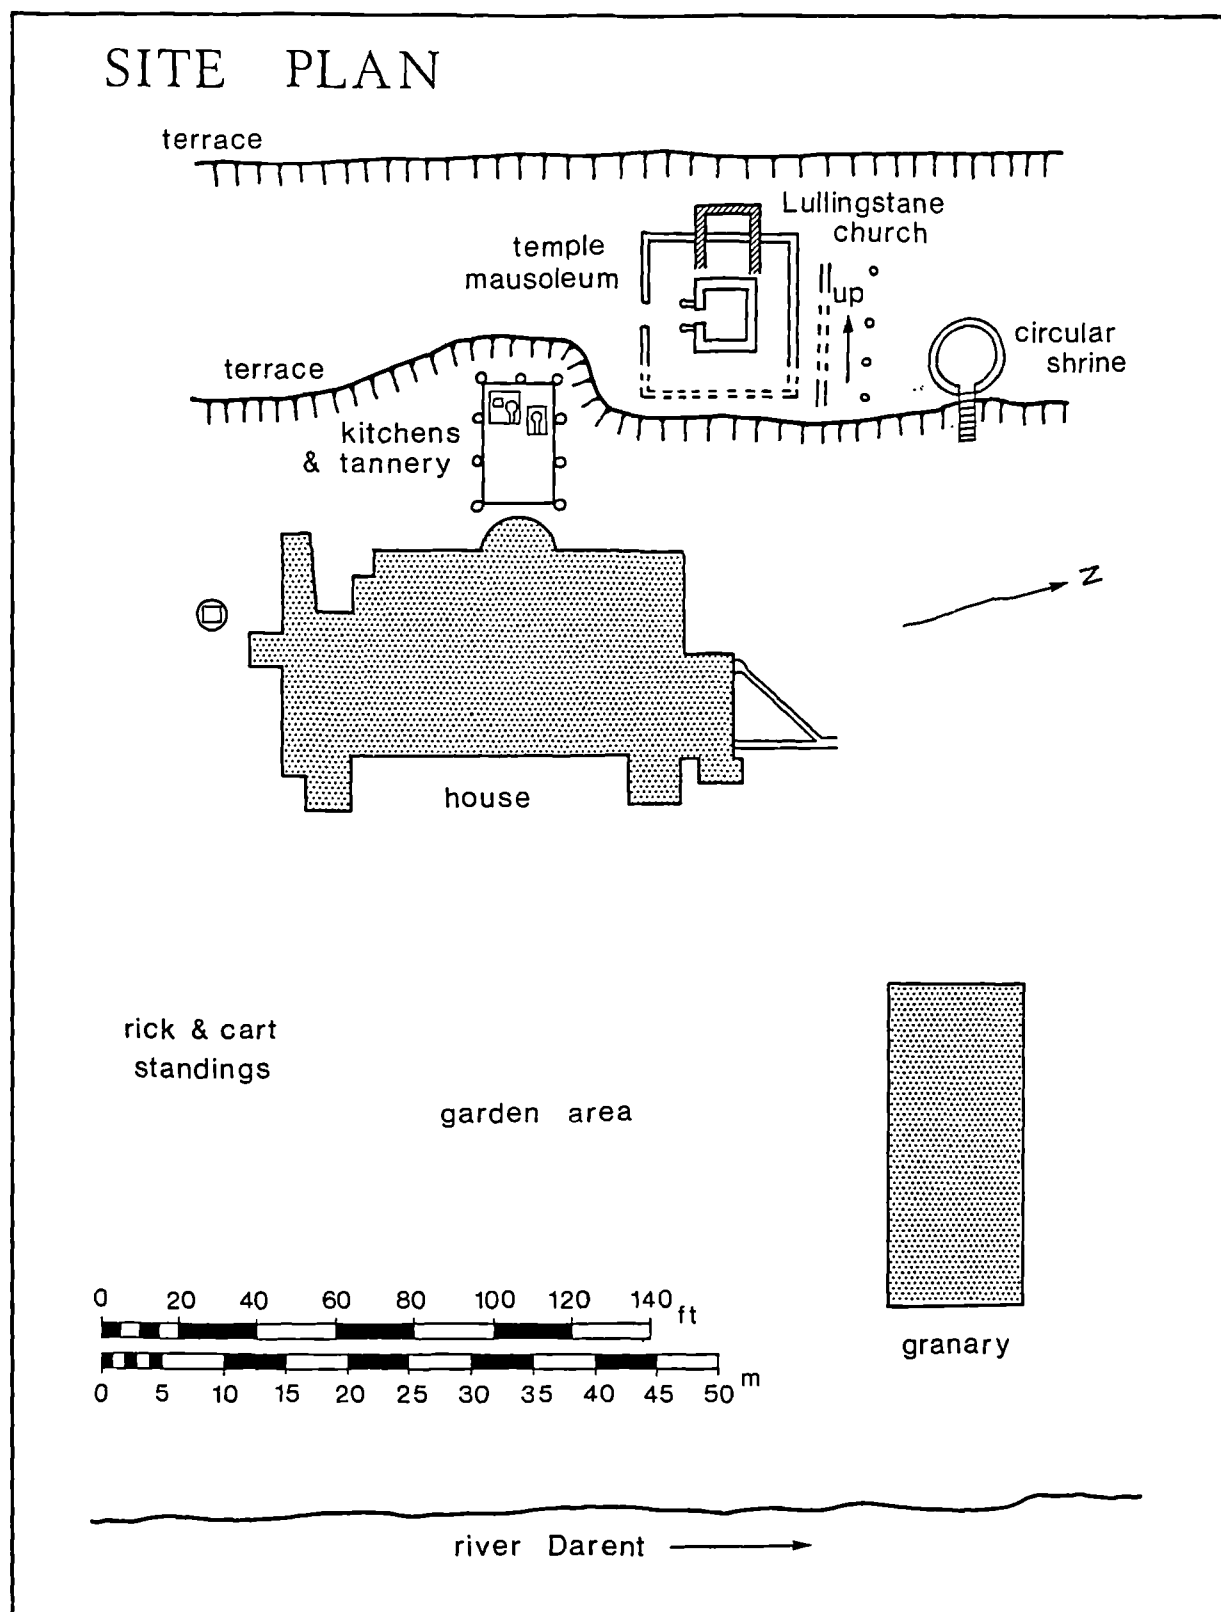 SITE PLAN
terrace
Lullingstane
church
temple
mausoleum
up
circular
shrine
terrace
kitchens
& tannery
N
house
rick & cart
standings
garden area
0 20 40 60 80 100 120 140 ft
0 5 10 15 20 25 30 35 40 45 50 m
granary
river Darent